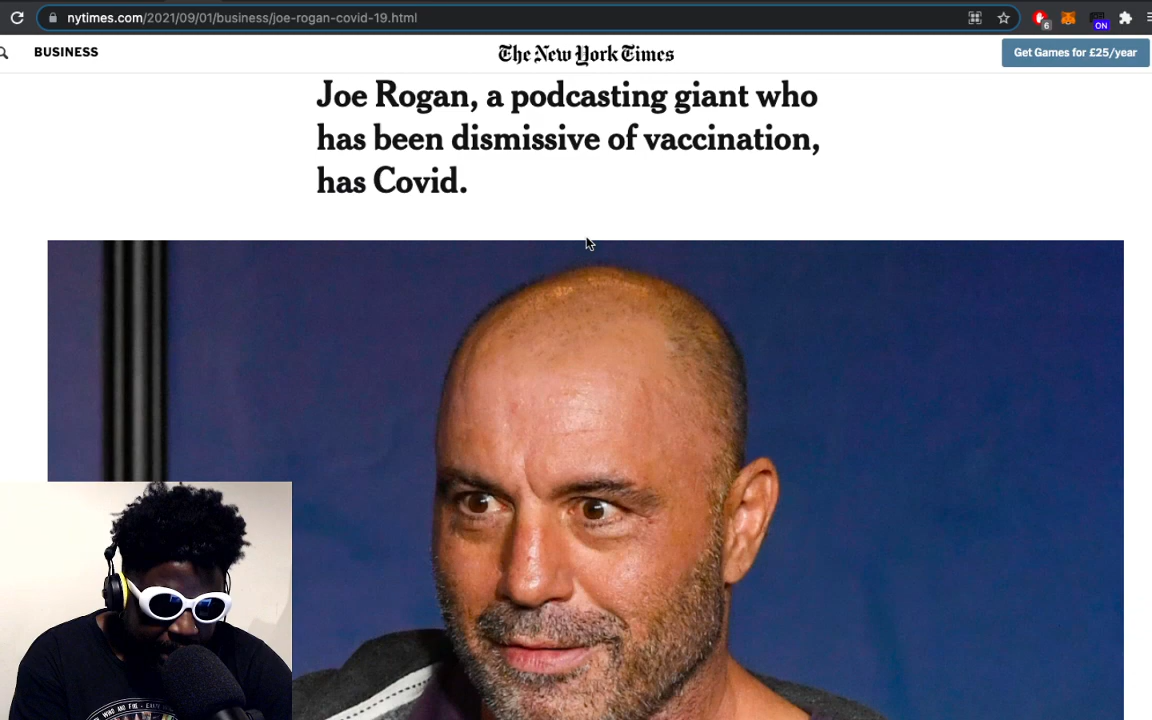 nytimes.com/2021/09/01/business/joe-rogan-covid-19.html
6
ON
BUSINESS
The New York Times
Get Games for £25/year
Joe Rogan, a podcasting giant who
has been dismissive of vaccination,
has Covid.